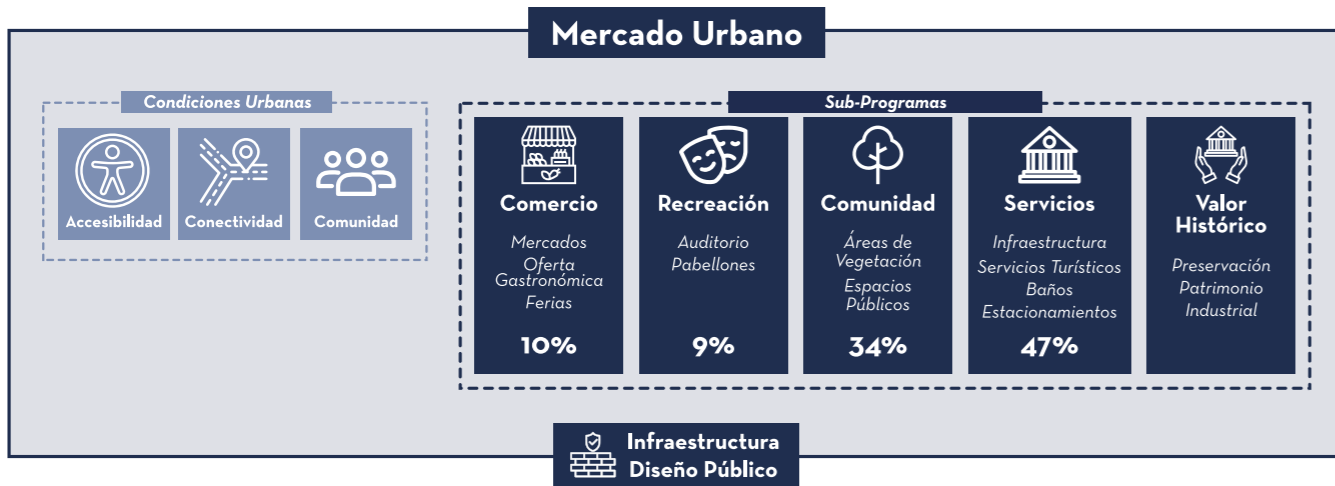 Mercado Urbano
Condiciones Urbanas
Accesibilidad
Conectividad
Comunidad
Sub-Programas
Comercio
Mercados
Oferta
Gastronómica
Ferias
10%
Recreación
Auditorio
Pabellones
9%
Comunidad
Áreas de
Vegetación
Espacios
Públicos
34%
Servicios
Infraestructura
Servicios Turísticos
Baños
Estacionamientos
47%
Valor
Histórico
Preservación
Patrimonio
Industrial
Infraestructura
Diseño Público